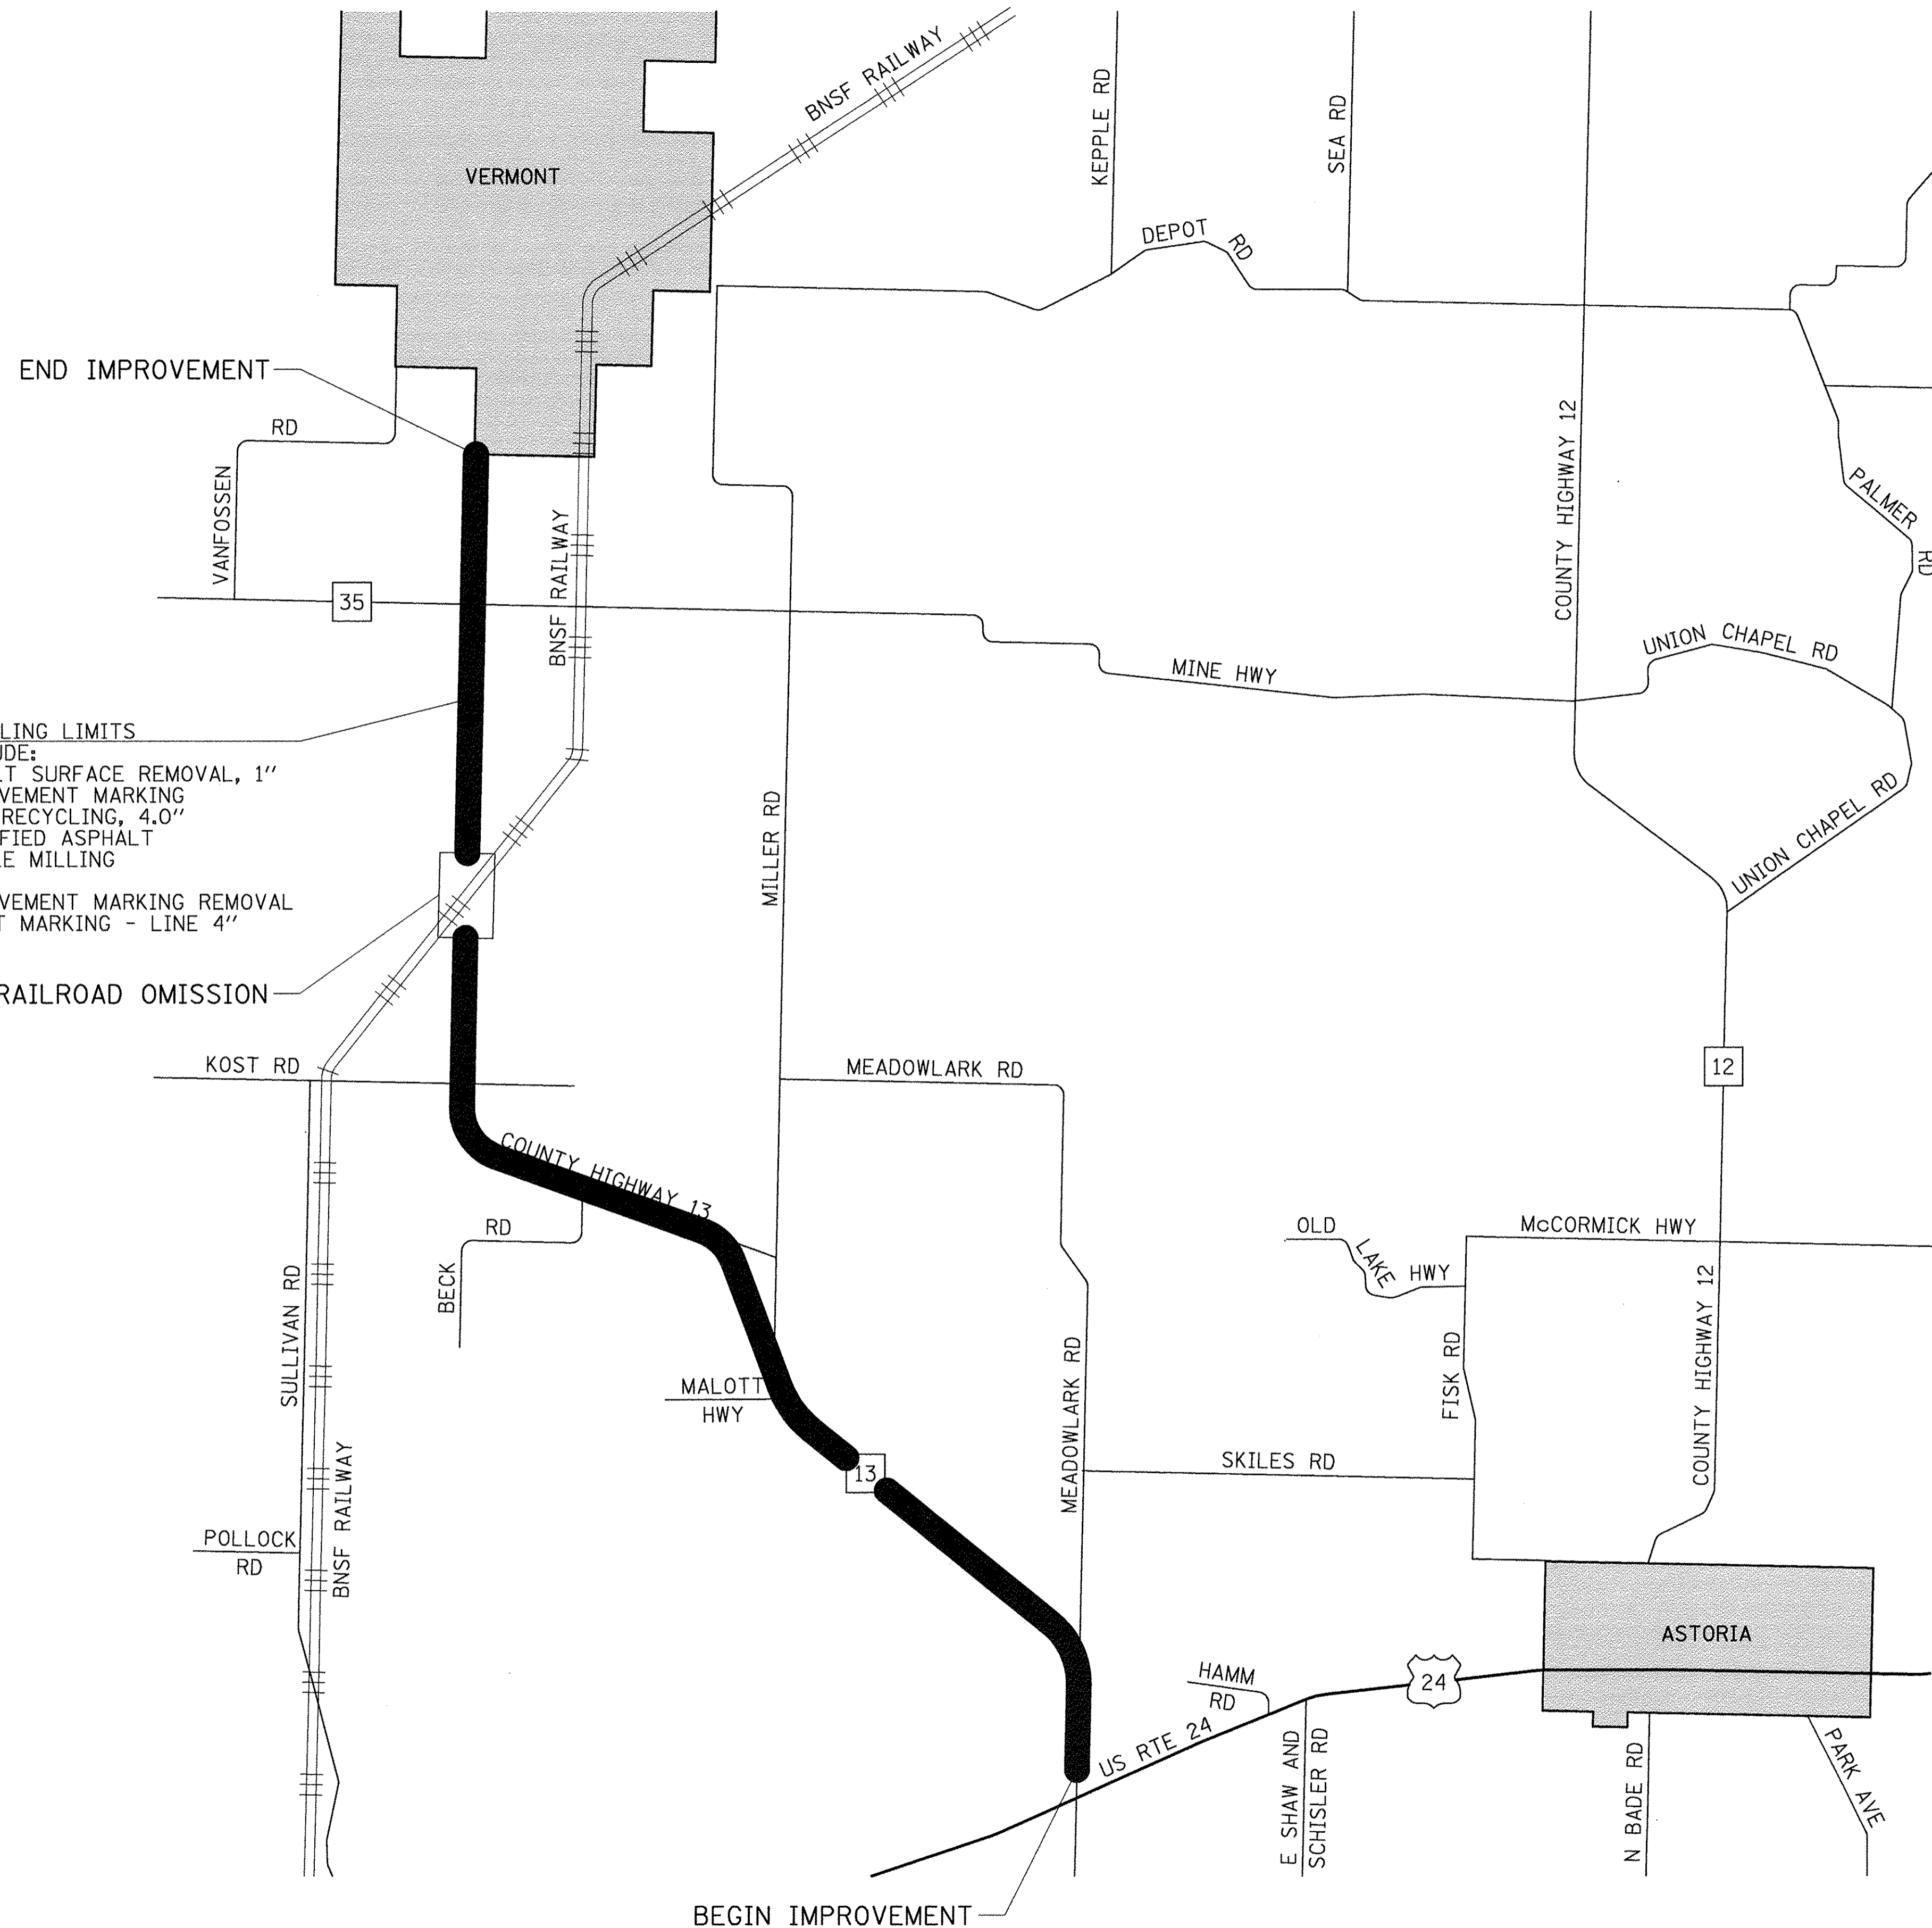 BNSF RAILWAY
KEPPLE RD
SEA RD
VERMONT
DEPOT RD
END IMPROVEMENT
VANFOSSEN RD
35
BNSF RAILWAY
COUNTY HIGHWAY 12
PALMER RD
UNION CHAPEL RD
MINE HWY
LING LIMITS
UDE:
LT SURFACE REMOVAL, 1"
VEMENT MARKING
RECYCLING, 4.0"
FIED ASPHALT
LE MILLING
VEMENT MARKING REMOVAL
T MARKING - LINE 4"
MILLER RD
UNION CHAPEL RD
RAILROAD OMISSION
KOST RD
MEADOWLARK RD
12
COUNTY HIGHWAY 13
BECK RD
OLD LAKE HWY
McCORMICK HWY
SULLIVAN RD
MALOTT
HWY
MEADOWLARK RD
FISK RD
COUNTY HIGHWAY 12
13
SKILES RD
BNSF RAILWAY
POLLOCK
RD
ASTORIA
HAMM
RD
24
US RTE 24
E SHAW AND
SCHISLER RD
N BADE RD
PARK AVE
BEGIN IMPROVEMENT